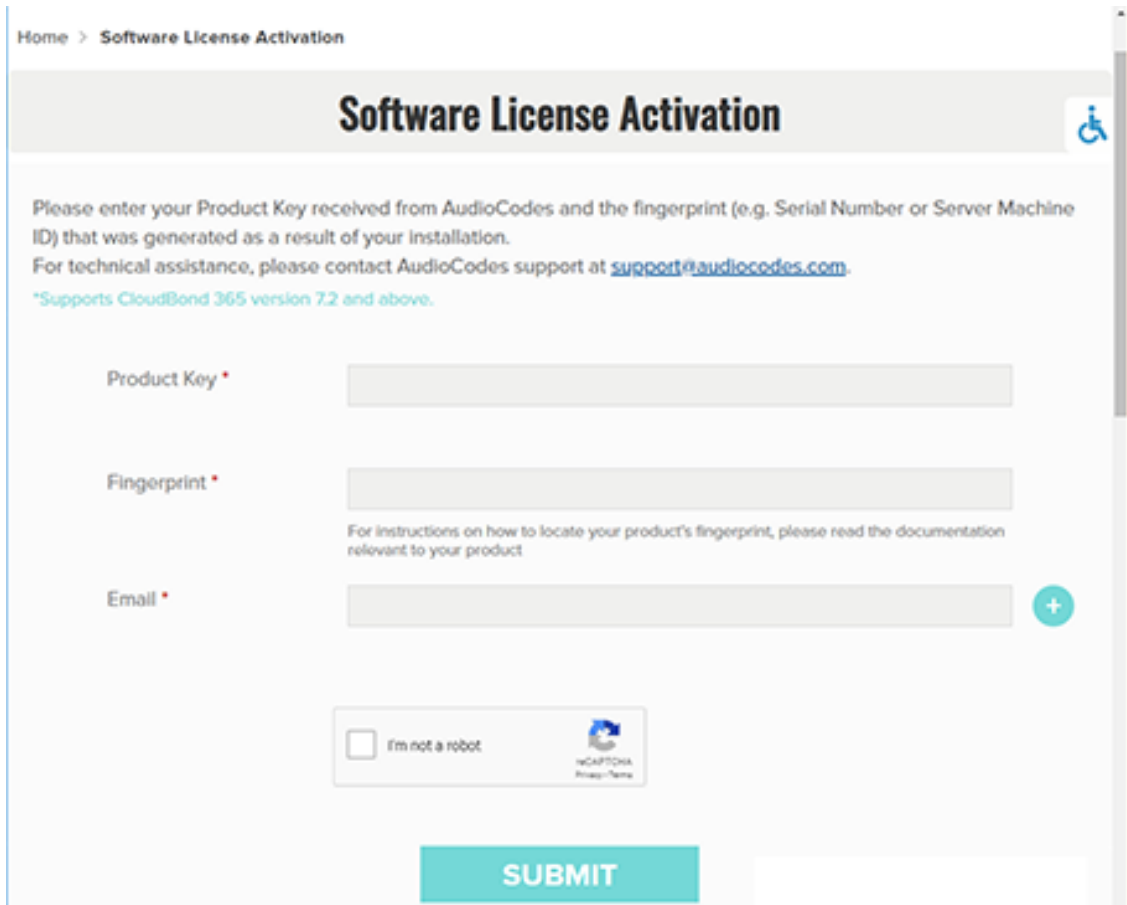 Home > Software License Activation
Software License Activation
Please enter your Product Key received from AudioCodes and the fingerprint (e.g. Serial Number or Server Machine
ID) that was generated as a result of your installation.
For technical assistance, please contact AudioCodes support at support@audiocodes.com.
*Supports CloudBond 365 version 7.2 and above.
Product Key *
Fingerprint *
For instructions on how to locate your product's fingerprint, please read the documentation
relevant to your product
Email *
+
I'm not a robot
reCAPTCHA
Privacy - Terms
SUBMIT